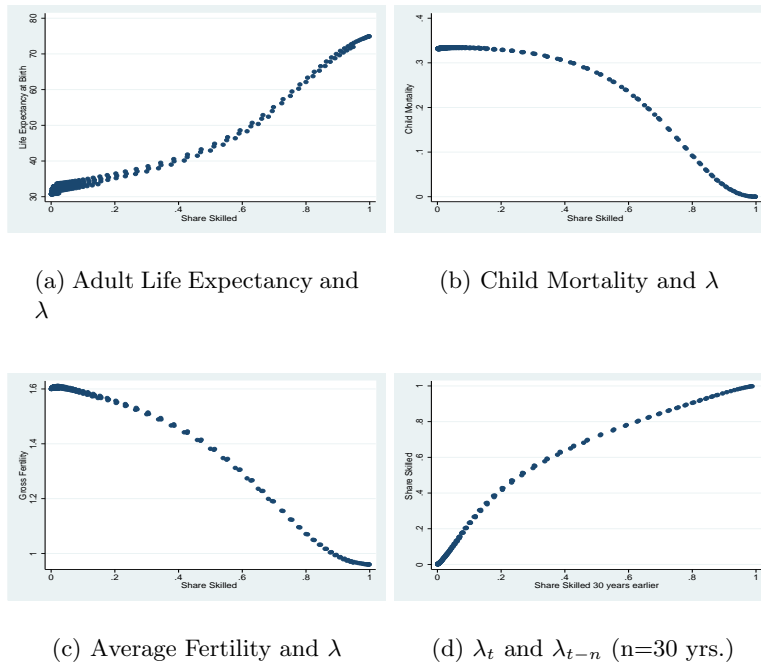 80
70
60
50
40
30
Life Expectancy at Birth
0 .2 .4 .6 .8 1
Share Skilled
(a) Adult Life Expectancy and
λ
.4
.3
.2
.1
0
Child Mortality
0 .2 .4 .6 .8 1
Share Skilled
(b) Child Mortality and λ
1.6
1.4
1.2
1
Gross Fertility
0 .2 .4 .6 .8 1
Share Skilled
(c) Average Fertility and λ
1
.8
.6
.4
.2
0
Share Skilled
0 .2 .4 .6 .8 1
Share Skilled 30 years earlier
(d) λₜ and λₜ₋ₙ (n=30 yrs.)